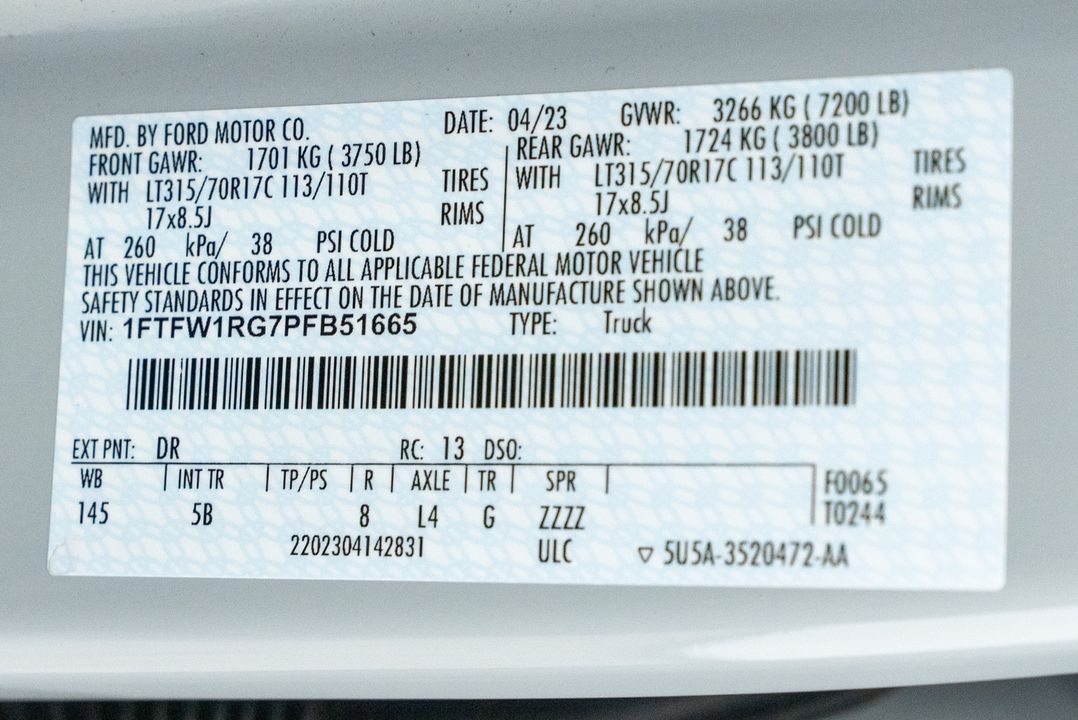 MFD. BY FORD MOTOR CO. DATE: 04/23 GVWR: 3266 KG ( 7200 LB)
FRONT GAWR: 1701 KG ( 3750 LB) REAR GAWR: 1724 KG ( 3800 LB)
WITH LT315/70R17C 113/110T TIRES WITH LT315/70R17C 113/110T TIRES
17x8.5J RIMS 17x8.5J RIMS
AT 260 kPa/ 38 PSI COLD AT 260 kPa/ 38 PSI COLD
THIS VEHICLE CONFORMS TO ALL APPLICABLE FEDERAL MOTOR VEHICLE
SAFETY STANDARDS IN EFFECT ON THE DATE OF MANUFACTURE SHOWN ABOVE.
VIN: 1FTFW1RG7PFB51665 TYPE: Truck
EXT PNT: DR RC: 13 DSO:
WB INT TR TP/PS R AXLE TR SPR F0065
145 5B 8 L4 G ZZZZ T0244
2202304142831 ULC ▽ 5U5A-3520472-AA